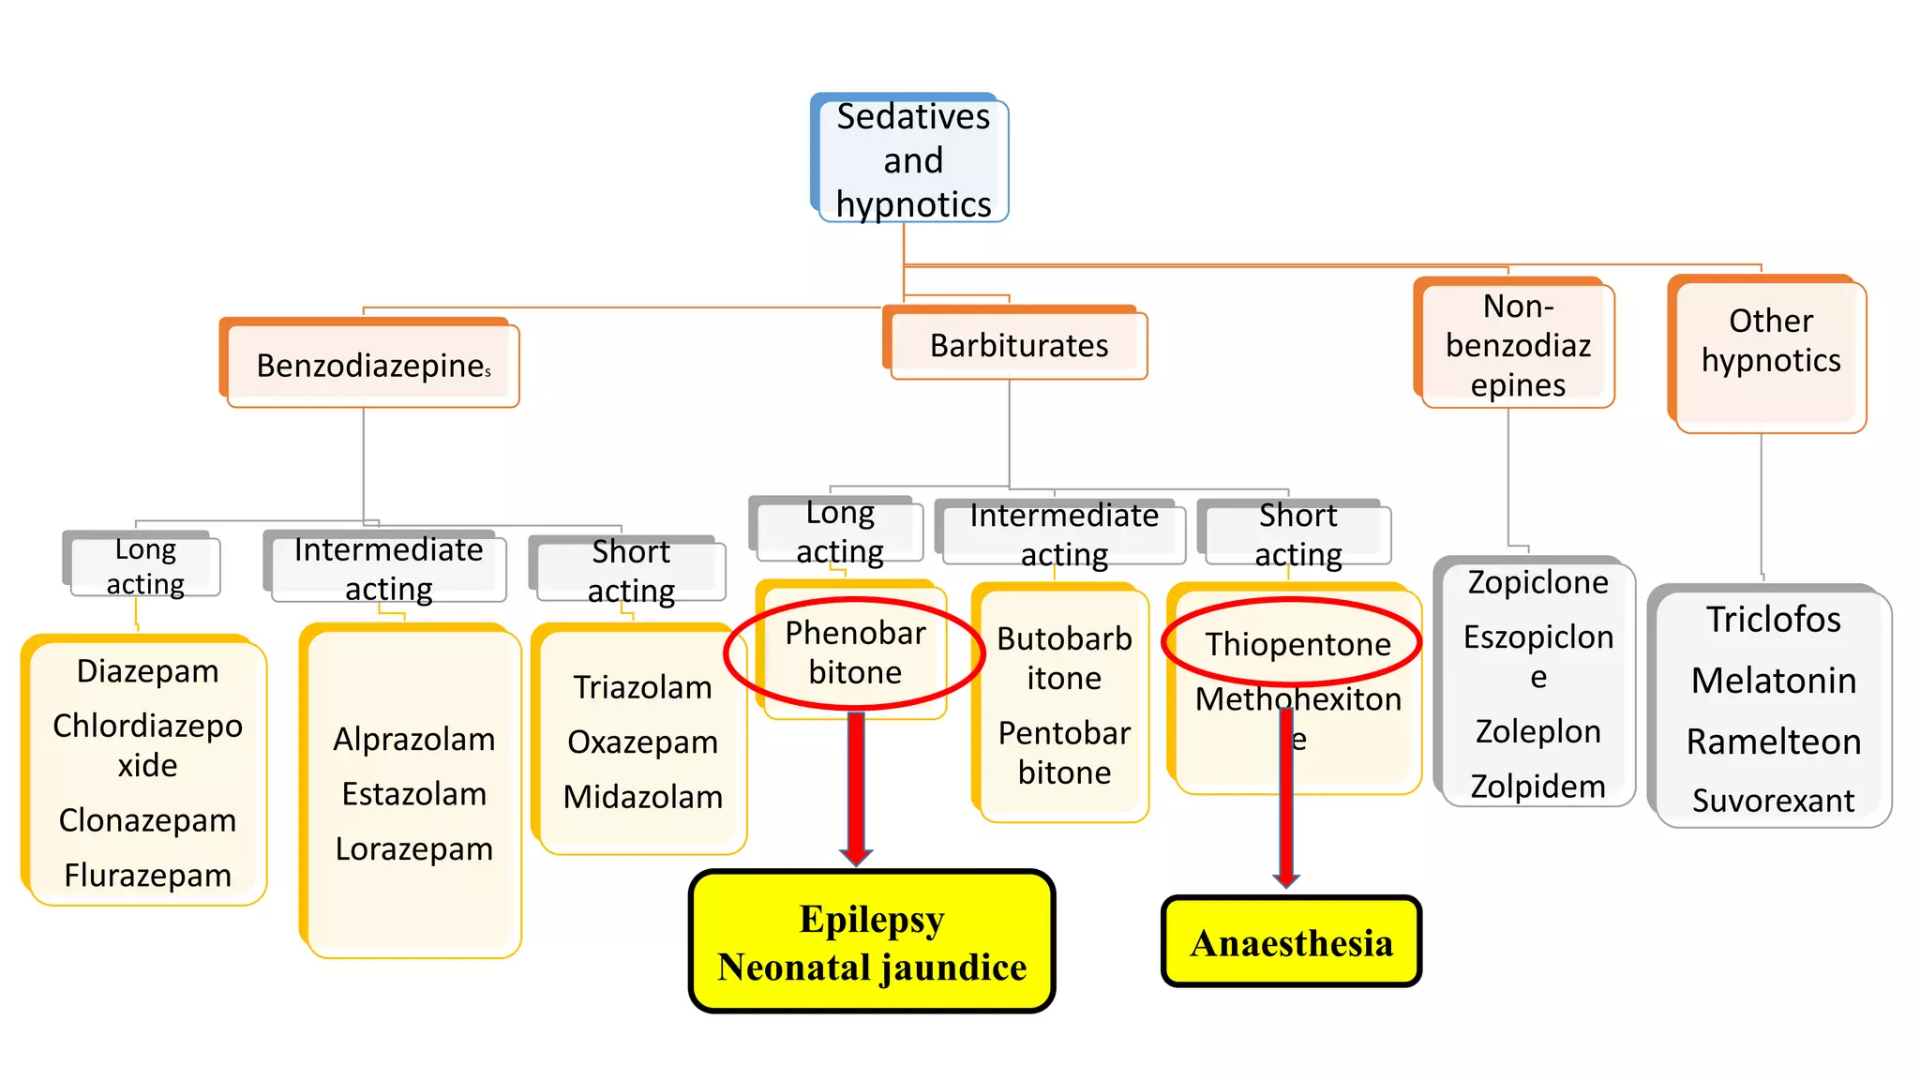 Sedatives
and
hypnotics
Benzodiazepines
Barbiturates
Non-
benzodiaz
epines
Other
hypnotics
Long
acting
Intermediate
acting
Short
acting
Long
acting
Intermediate
acting
Short
acting
Diazepam
Chlordiazepo
xide
Clonazepam
Flurazepam
Alprazolam
Estazolam
Lorazepam
Triazolam
Oxazepam
Midazolam
Phenobar
bitone
Butobarb
itone
Pentobar
bitone
Thiopentone
Methohexiton
e
Zopiclone
Eszopiclon
e
Zoleplon
Zolpidem
Triclofos
Melatonin
Ramelteon
Suvorexant
Epilepsy
Neonatal jaundice
Anaesthesia